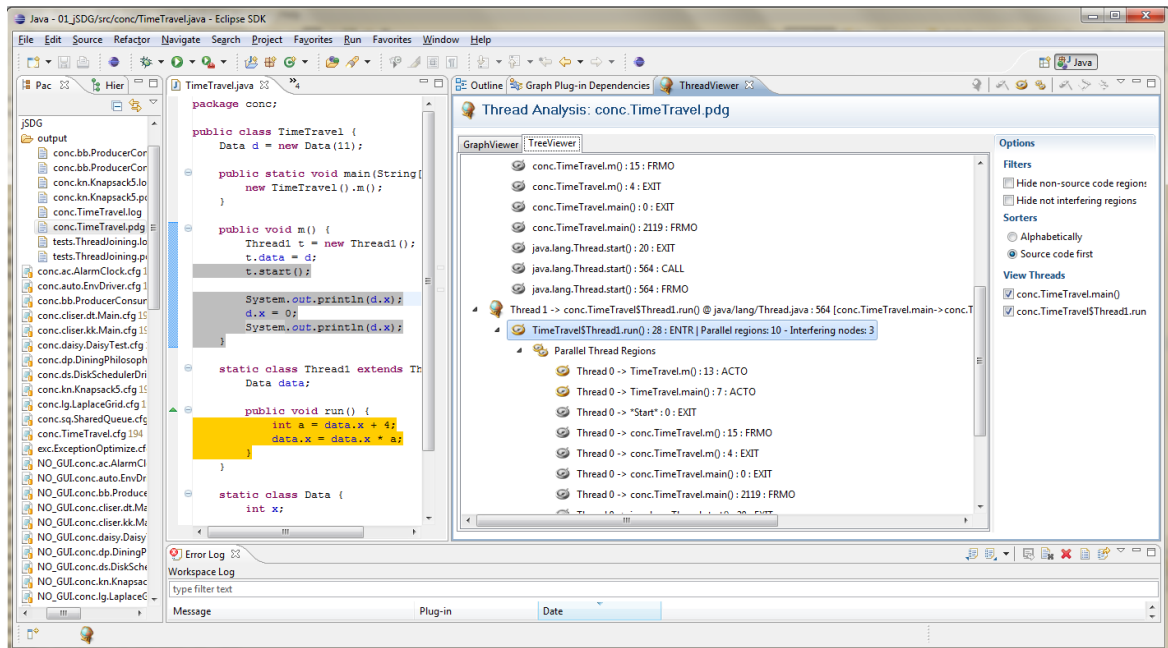 Java - 01_jSDG/src/conc/TimeTravel.java - Eclipse SDK
File Edit Source Refactor Navigate Search Project Favorites Run Favorites Window Help
Java
Pac
Hier
jSDG
output
conc.bb.ProducerCor
conc.bb.ProducerCor
conc.kn.Knapsack5.lo
conc.kn.Knapsack5.pd
conc.TimeTravel.log
conc.TimeTravel.pdg
tests.ThreadJoining.lo
tests.ThreadJoining.p
conc.ac.AlarmClock.cfg 1
conc.auto.EnvDriver.cfg 1
conc.bb.ProducerConsur
conc.cliser.dt.Main.cfg 19
conc.cliser.kk.Main.cfg 19
conc.daisy.DaisyTest.cfg
conc.dp.DiningPhilosoph
conc.ds.DiskSchedulerDri
conc.kn.Knapsack5.cfg 19
conc.lg.LaplaceGrid.cfg 1
conc.sq.SharedQueue.cfg
conc.TimeTravel.cfg 194
exc.ExceptionOptimize.cf
NO_GUI.conc.ac.AlarmCl
NO_GUI.conc.auto.EnvDr
NO_GUI.conc.bb.Produce
NO_GUI.conc.cliser.dt.Ma
NO_GUI.conc.cliser.kk.Ma
NO_GUI.conc.daisy.Daisy
NO_GUI.conc.dp.DiningP
NO_GUI.conc.ds.DiskSche
NO_GUI.conc.kn.Knapsac
NO_GUI.conc.lg.LaplaceG
TimeTravel.java
»4
package conc;
public class TimeTravel {
Data d = new Data(11);
public static void main(String[
new TimeTravel().m();
}
public void m() {
Thread1 t = new Thread1();
t.data = d;
t.start();
System.out.println(d.x);
d.x = 0;
System.out.println(d.x);
}
static class Thread1 extends Th
Data data;
public void run() {
int a = data.x + 4;
data.x = data.x * a;
}
}
static class Data {
int x;
Outline
Graph Plug-in Dependencies
ThreadViewer
Thread Analysis: conc.TimeTravel.pdg
GraphViewer TreeViewer
conc.TimeTravel.m() : 15 : FRMO
conc.TimeTravel.m() : 4 : EXIT
conc.TimeTravel.main() : 0 : EXIT
conc.TimeTravel.main() : 2119 : FRMO
java.lang.Thread.start() : 20 : EXIT
java.lang.Thread.start() : 564 : CALL
java.lang.Thread.start() : 564 : FRMO
Thread 1 -> conc.TimeTravel$Thread1.run() @ java/lang/Thread.java : 564 [conc.TimeTravel.main->conc.T
TimeTravel$Thread1.run() : 28 : ENTR | Parallel regions: 10 - Interfering nodes: 3
Parallel Thread Regions
Thread 0 -> TimeTravel.m() : 13 : ACTO
Thread 0 -> TimeTravel.main() : 7 : ACTO
Thread 0 -> *Start* : 0 : EXIT
Thread 0 -> conc.TimeTravel.m() : 15 : FRMO
Thread 0 -> conc.TimeTravel.m() : 4 : EXIT
Thread 0 -> conc.TimeTravel.main() : 0 : EXIT
Thread 0 -> conc.TimeTravel.main() : 2119 : FRMO
Options
Filters
Hide non-source code regions
Hide not interfering regions
Sorters
Alphabetically
Source code first
View Threads
conc.TimeTravel.main()
conc.TimeTravel$Thread1.run
Error Log
Workspace Log
type filter text
Message Plug-in Date